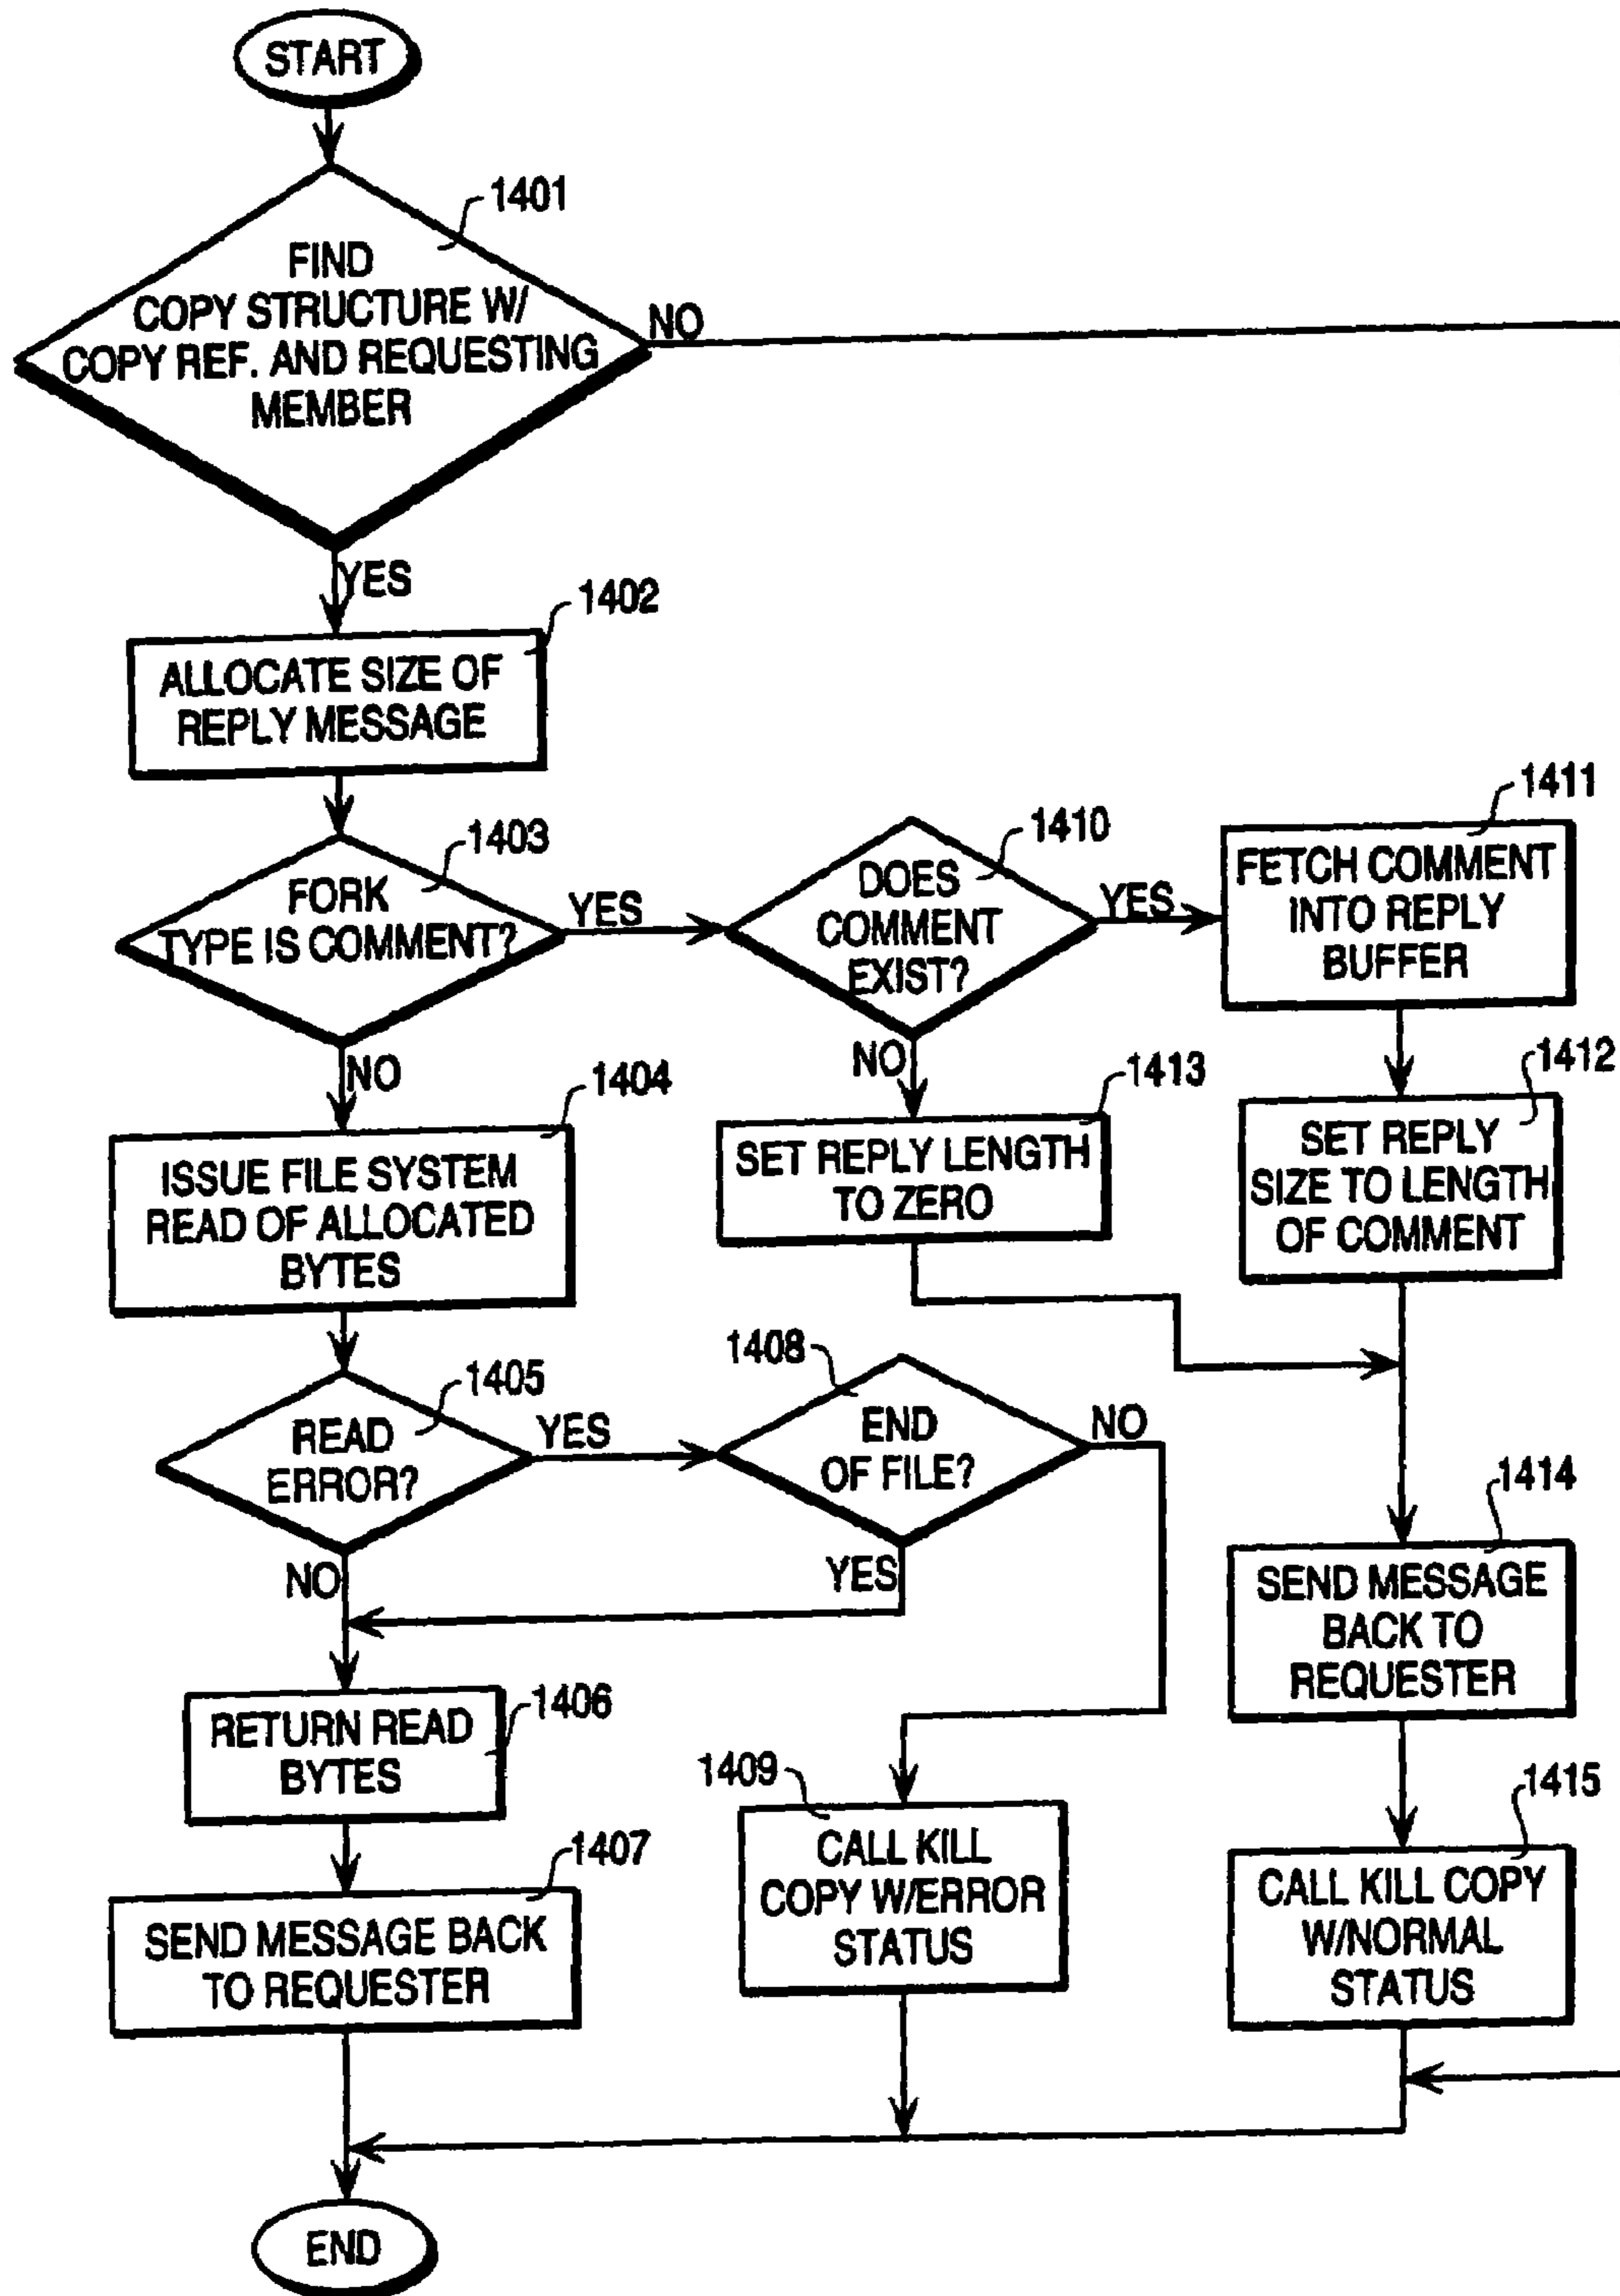 START
1401
FIND
COPY STRUCTURE W/
COPY REF. AND REQUESTING
MEMBER
NO
YES
1402
ALLOCATE SIZE OF
REPLY MESSAGE
1403
FORK
TYPE IS COMMENT?
YES
1410
DOES
COMMENT
EXIST?
YES
1411
FETCH COMMENT
INTO REPLY
BUFFER
NO
1404
ISSUE FILE SYSTEM
READ OF ALLOCATED
BYTES
NO
1413
SET REPLY LENGTH
TO ZERO
1412
SET REPLY
SIZE TO LENGTH
OF COMMENT
1405
READ
ERROR?
YES
1408
END
OF FILE?
NO
NO
YES
1414
SEND MESSAGE
BACK TO
REQUESTER
1406
RETURN READ
BYTES
1409
CALL KILL
COPY W/ERROR
STATUS
1415
CALL KILL COPY
W/NORMAL
STATUS
1407
SEND MESSAGE BACK
TO REQUESTER
END